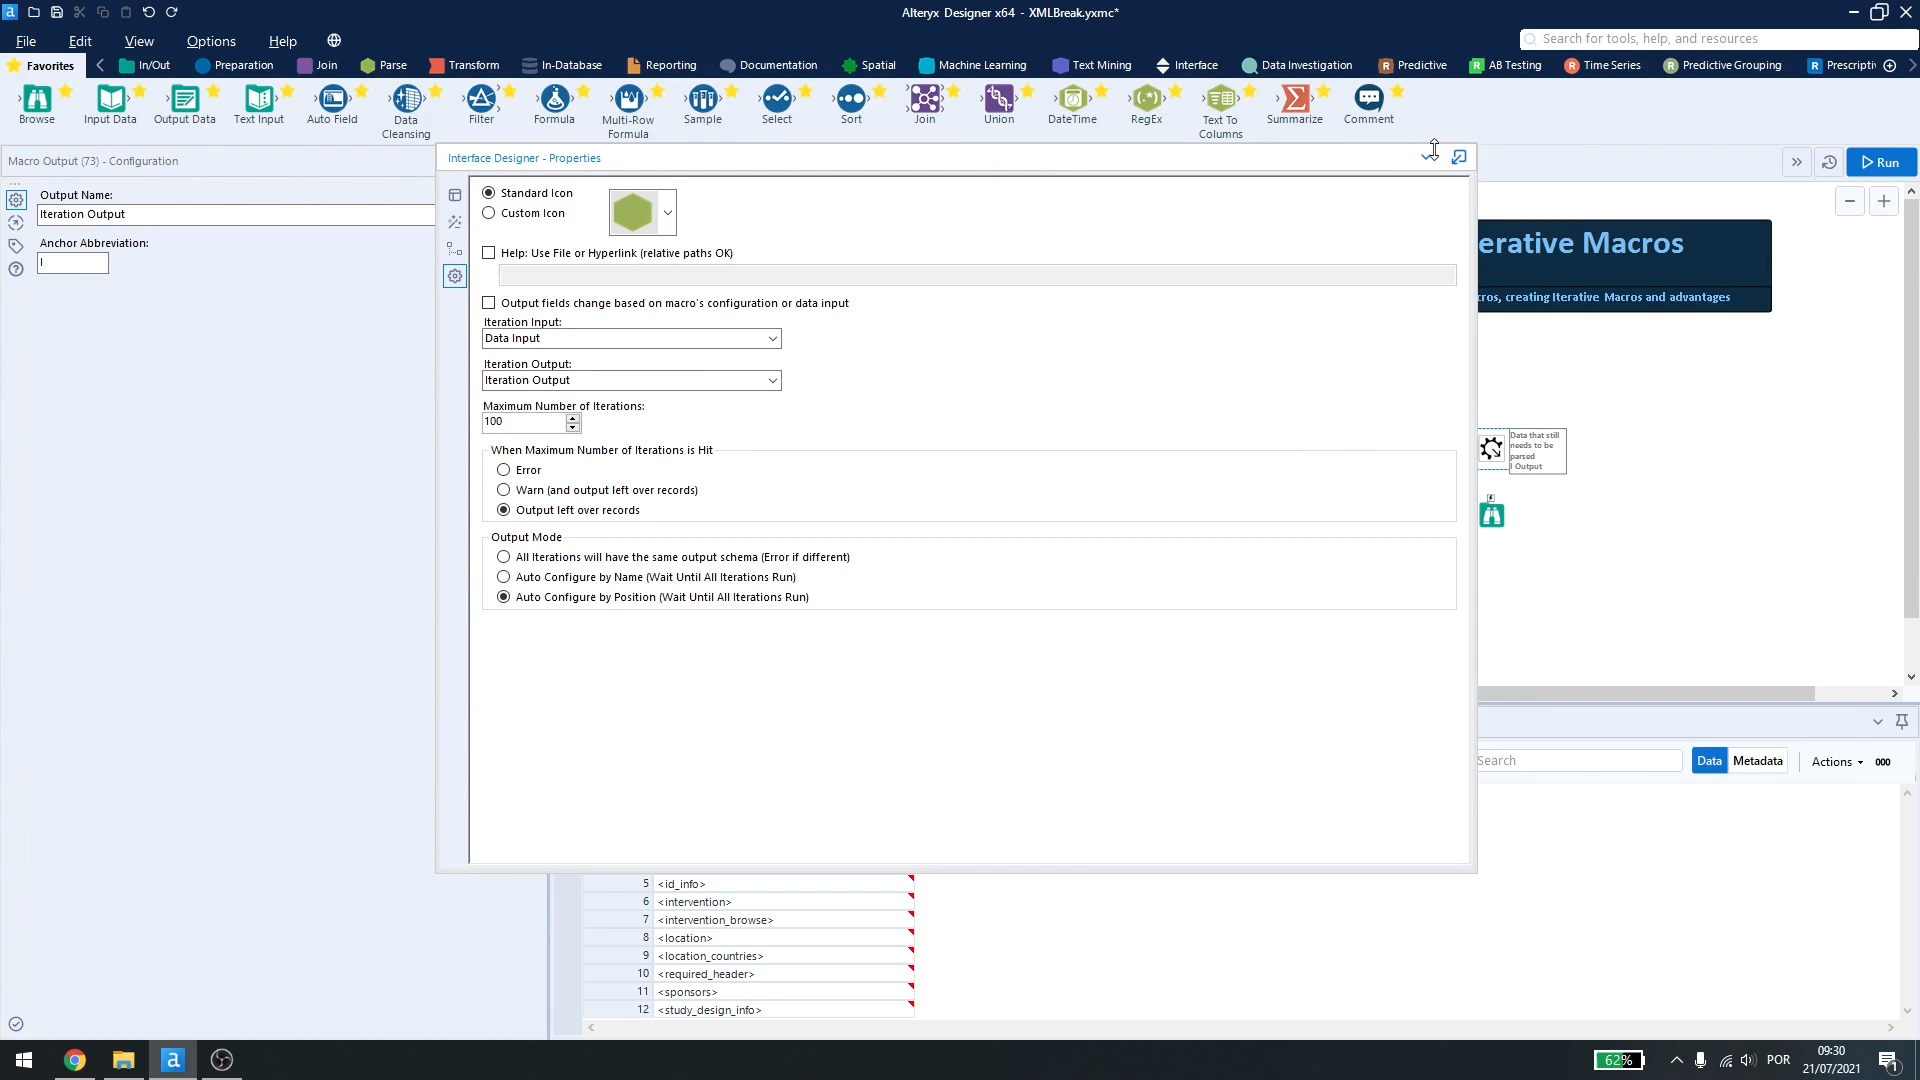 Alteryx Designer x64 - XMLBreak.yxmc*
File Edit View Options Help
Search for tools, help, and resources
Favorites In/Out Preparation Join Parse Transform In-Database Reporting Documentation Spatial Machine Learning Text Mining Interface Data Investigation Predictive AB Testing Time Series Predictive Grouping Prescripti
Browse Input Data Output Data Text Input Auto Field Data Cleansing Filter Formula Multi-Row Formula Sample Select Sort Join Union DateTime RegEx Text To Columns Summarize Comment
Macro Output (73) - Configuration
Output Name:
Iteration Output
Anchor Abbreviation:
I
Interface Designer - Properties
Standard Icon
Custom Icon
Help: Use File or Hyperlink (relative paths OK)
Output fields change based on macro's configuration or data input
Iteration Input:
Data Input
Iteration Output:
Iteration Output
Maximum Number of Iterations:
100
When Maximum Number of Iterations is Hit
Error
Warn (and output left over records)
Output left over records
Output Mode
All Iterations will have the same output schema (Error if different)
Auto Configure by Name (Wait Until All Iterations Run)
Auto Configure by Position (Wait Until All Iterations Run)
Run
erative Macros
cros, creating Iterative Macros and advantages
Data that still
needs to be
parsed
I Output
Search
Data Metadata Actions 000
5 <id_info>
6 <intervention>
7 <intervention_browse>
8 <location>
9 <location_countries>
10 <required_header>
11 <sponsors>
12 <study_design_info>
62%
POR
09:30
21/07/2021
1